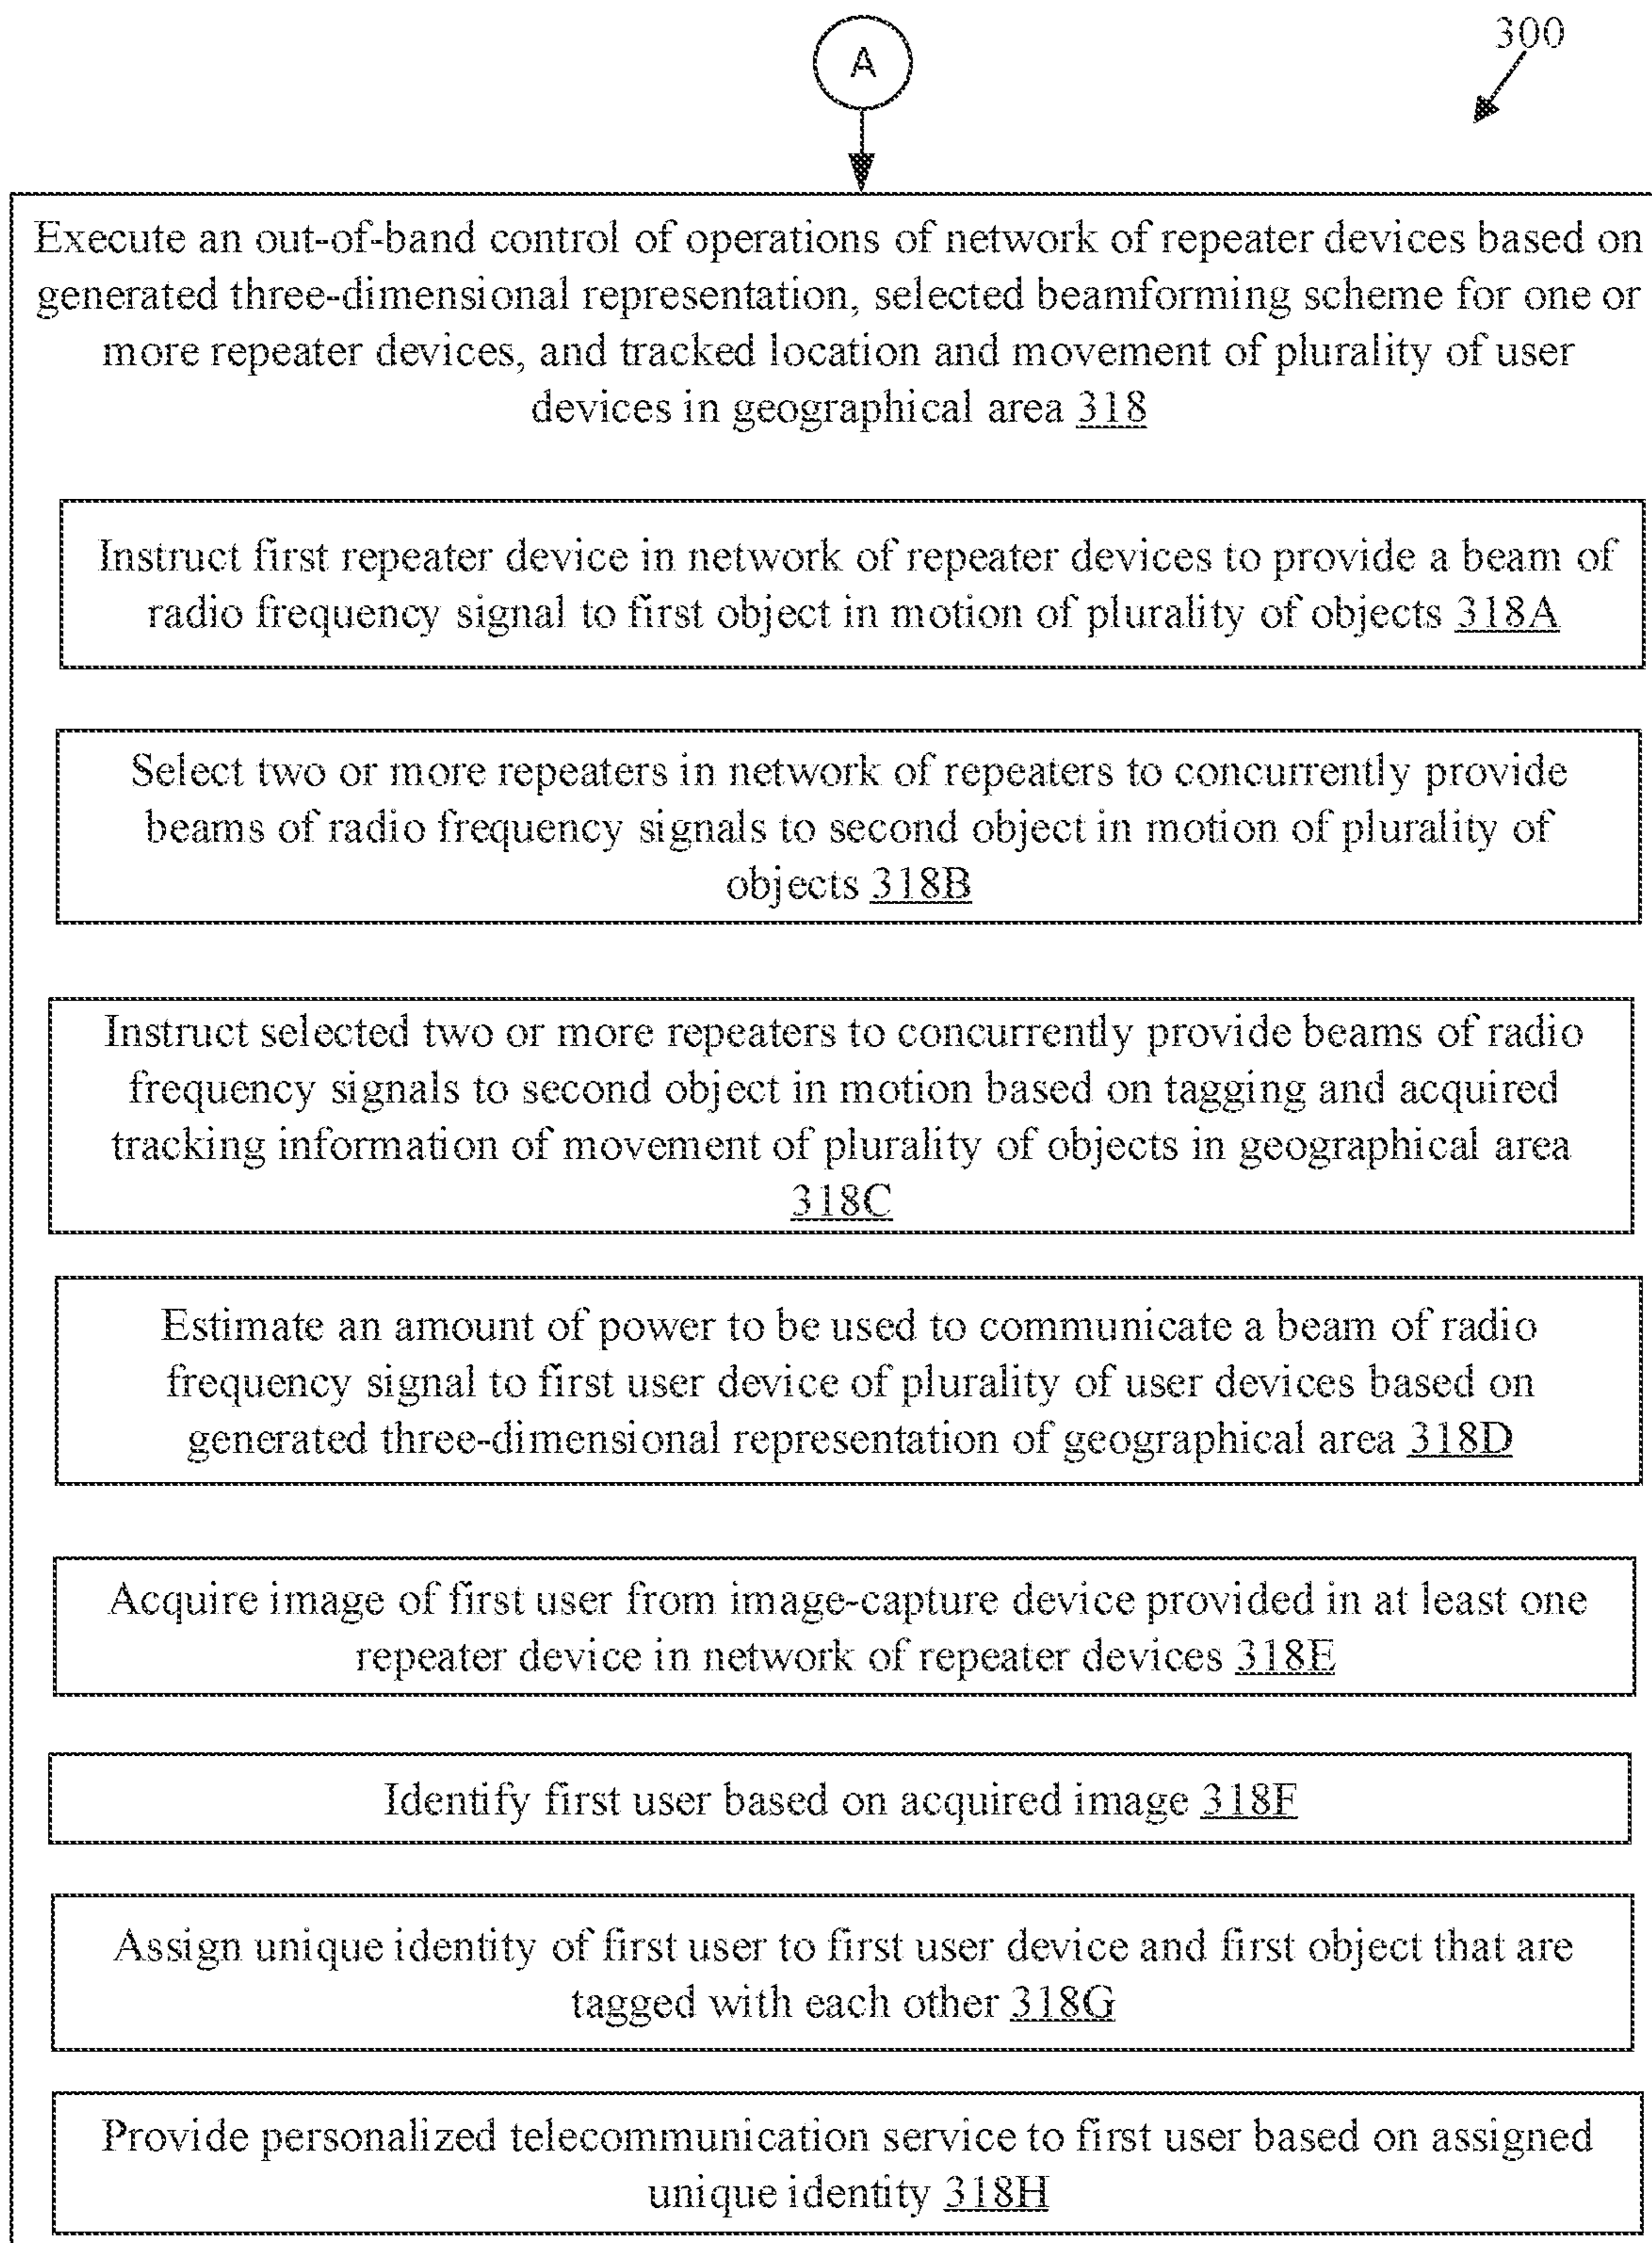 A
300
Execute an out-of-band control of operations of network of repeater devices based on
generated three-dimensional representation, selected beamforming scheme for one or
more repeater devices, and tracked location and movement of plurality of user
devices in geographical area 318
Instruct first repeater device in network of repeater devices to provide a beam of
radio frequency signal to first object in motion of plurality of objects 318A
Select two or more repeaters in network of repeaters to concurrently provide
beams of radio frequency signals to second object in motion of plurality of
objects 318B
Instruct selected two or more repeaters to concurrently provide beams of radio
frequency signals to second object in motion based on tagging and acquired
tracking information of movement of plurality of objects in geographical area
318C
Estimate an amount of power to be used to communicate a beam of radio
frequency signal to first user device of plurality of user devices based on
generated three-dimensional representation of geographical area 318D
Acquire image of first user from image-capture device provided in at least one
repeater device in network of repeater devices 318E
Identify first user based on acquired image 318F
Assign unique identity of first user to first user device and first object that are
tagged with each other 318G
Provide personalized telecommunication service to first user based on assigned
unique identity 318H